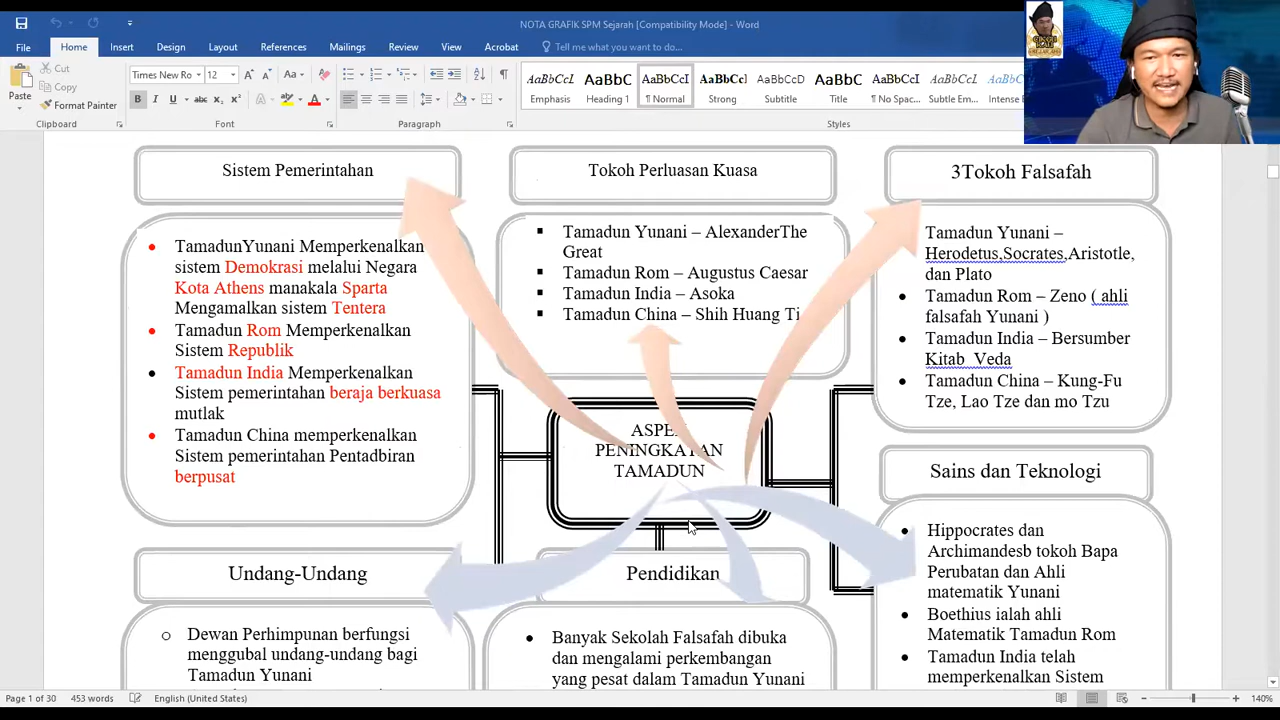 NOTA GRAFIK SPM Sejarah [Compatibility Mode] - Word
File Home Insert Design Layout References Mailings Review View Acrobat Tell me what you want to do...
Cut
Copy
Format Painter
Paste
Times New Ro 12
Clipboard Font Paragraph Styles
AaBbCcL AaBbC AaBbCcI AaBbCc] AaBbCcD AaBbC AaBbCcI AaBbCcI
Emphasis Heading 1 ¶ Normal Strong Subtitle Title ¶ No Spac... Subtle Em... Intense
Sistem Pemerintahan
TamadunYunani Memperkenalkan
sistem Demokrasi melalui Negara
Kota Athens manakala Sparta
Mengamalkan sistem Tentera
Tamadun Rom Memperkenalkan
Sistem Republik
Tamadun India Memperkenalkan
Sistem pemerintahan beraja berkuasa
mutlak
Tamadun China memperkenalkan
Sistem pemerintahan Pentadbiran
berpusat
Tokoh Perluasan Kuasa
Tamadun Yunani – AlexanderThe
Great
Tamadun Rom – Augustus Caesar
Tamadun India – Asoka
Tamadun China – Shih Huang Ti
3Tokoh Falsafah
Tamadun Yunani –
Herodetus,Socrates,Aristotle,
dan Plato
Tamadun Rom – Zeno ( ahli
falsafah Yunani )
Tamadun India – Bersumber
Kitab Veda
Tamadun China – Kung-Fu
Tze, Lao Tze dan mo Tzu
PENINGKATAN
TAMADUN
Sains dan Teknologi
Hippocrates dan
Archimandesb tokoh Bapa
Perubatan dan Ahli
matematik Yunani
Boethius ialah ahli
Matematik Tamadun Rom
Tamadun India telah
memperkenalkan Sistem
Undang-Undang
Dewan Perhimpunan berfungsi
menggubal undang-undang bagi
Tamadun Yunani
Pendidikan
Banyak Sekolah Falsafah dibuka
dan mengalami perkembangan
yang pesat dalam Tamadun Yunani
Page 1 of 30 453 words English (United States) 140%